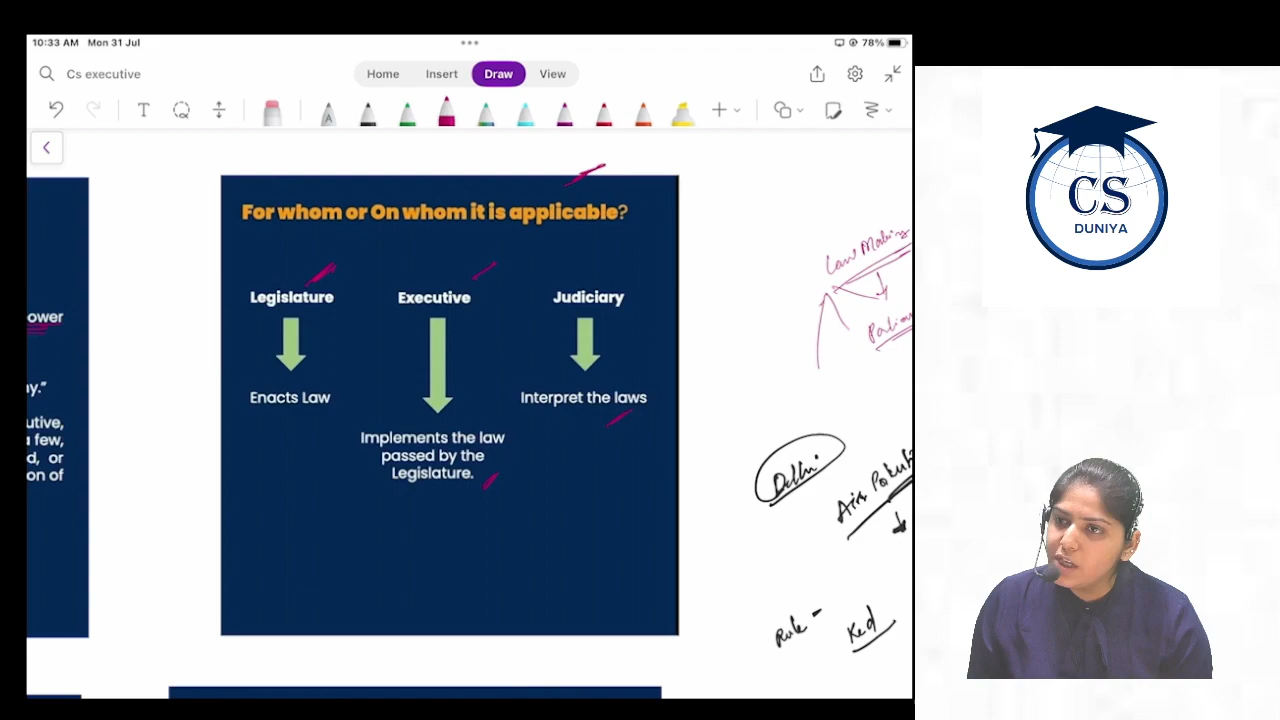 10:33 AM Mon 31 Jul
78%
Cs executive
Home Insert Draw View
ower
ny.”
utive,
a few,
d, or
on of
For whom or On whom it is applicable?
Legislature Executive Judiciary
Enacts Law
Interpret the laws
Implements the law
passed by the
Legislature.
Law Making
Delhi
Air
Rule -
CS
DUNIYA